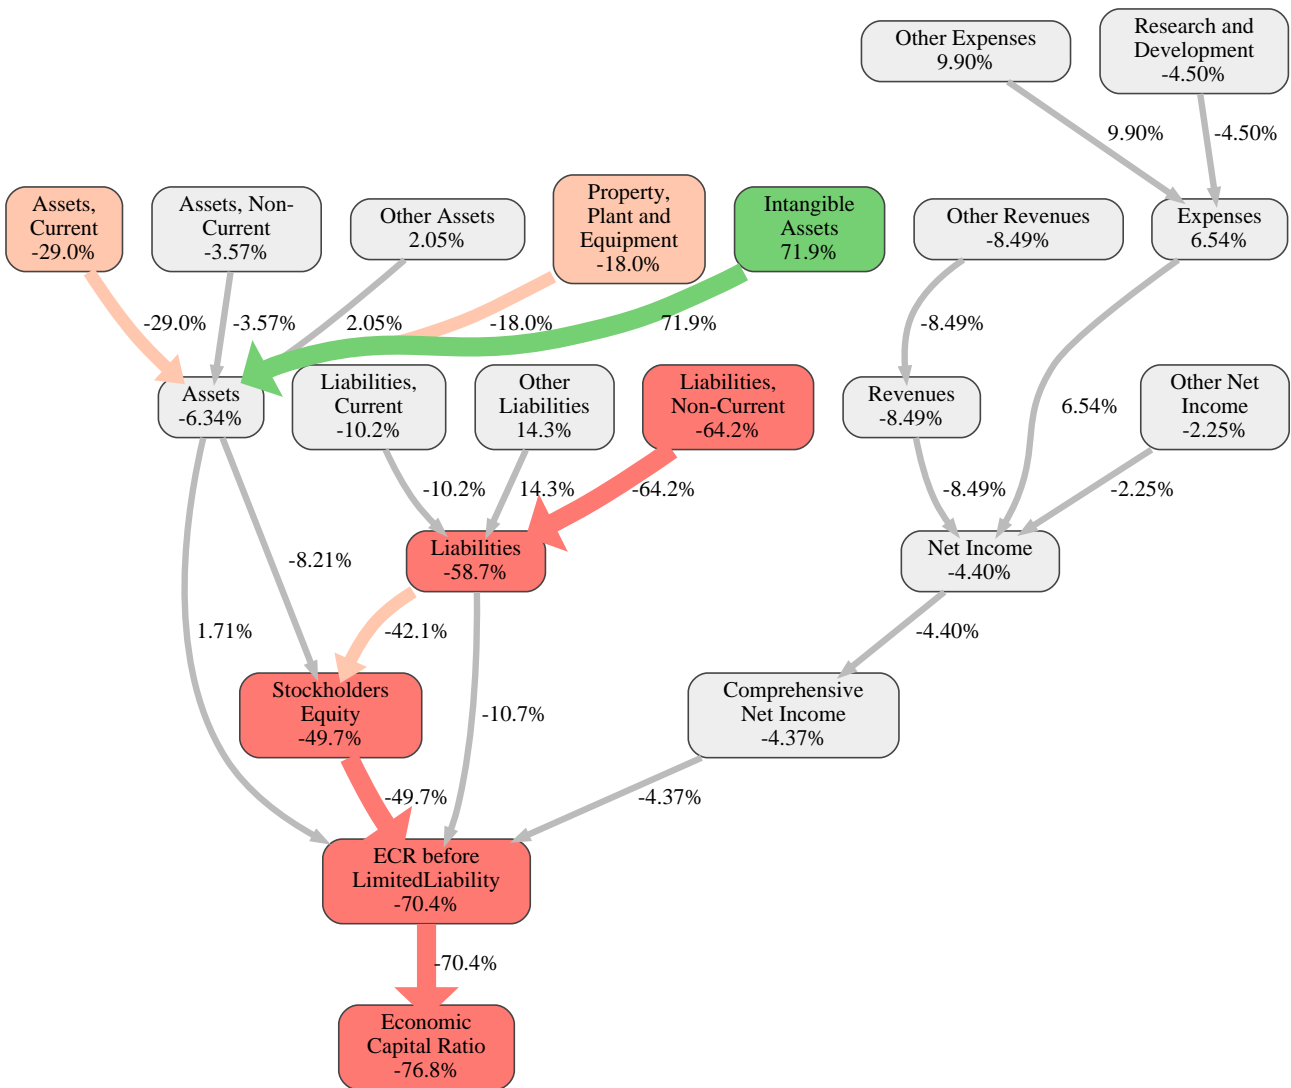 Other Expenses
9.90%
Research and
Development
-4.50%
9.90%
-4.50%
Assets,
Current
-29.0%
Assets, Non-
Current
-3.57%
Other Assets
2.05%
Property,
Plant and
Equipment
-18.0%
Intangible
Assets
71.9%
Other Revenues
-8.49%
Expenses
6.54%
-29.0%
-3.57%
2.05%
-18.0%
71.9%
-8.49%
Assets
-6.34%
Liabilities,
Current
-10.2%
Other
Liabilities
14.3%
Liabilities,
Non-Current
-64.2%
Revenues
-8.49%
6.54%
Other Net
Income
-2.25%
-10.2%
14.3%
-64.2%
-8.49%
-2.25%
-8.21%
Liabilities
-58.7%
Net Income
-4.40%
1.71%
-42.1%
-4.40%
Stockholders
Equity
-49.7%
-10.7%
Comprehensive
Net Income
-4.37%
-49.7%
-4.37%
ECR before
LimitedLiability
-70.4%
-70.4%
Economic
Capital Ratio
-76.8%